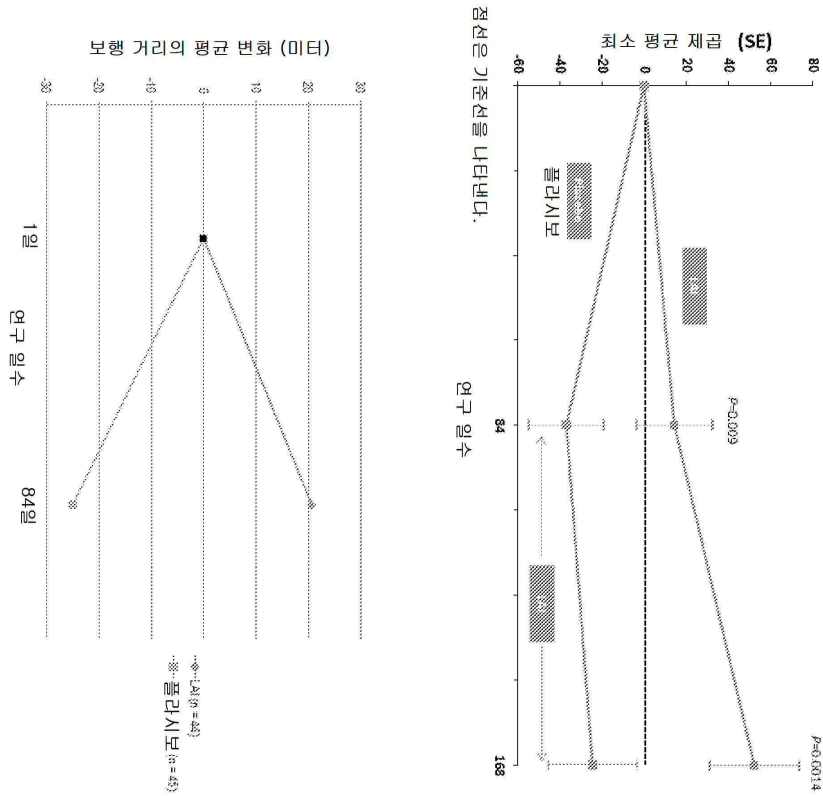 최소 평균 제곱 (SE)
80
60
40
20
0
-20
-40
-60
P=0.009
P=0.0014
LAI
플라시보
84
168
연구 일수
점선은 기준선을 나타낸다.
보행 거리의 평균 변화 (미터)
30
20
10
0
-10
-20
-30
1일
84일
연구 일수
LAI (n = 44)
플라시보 (n = 45)